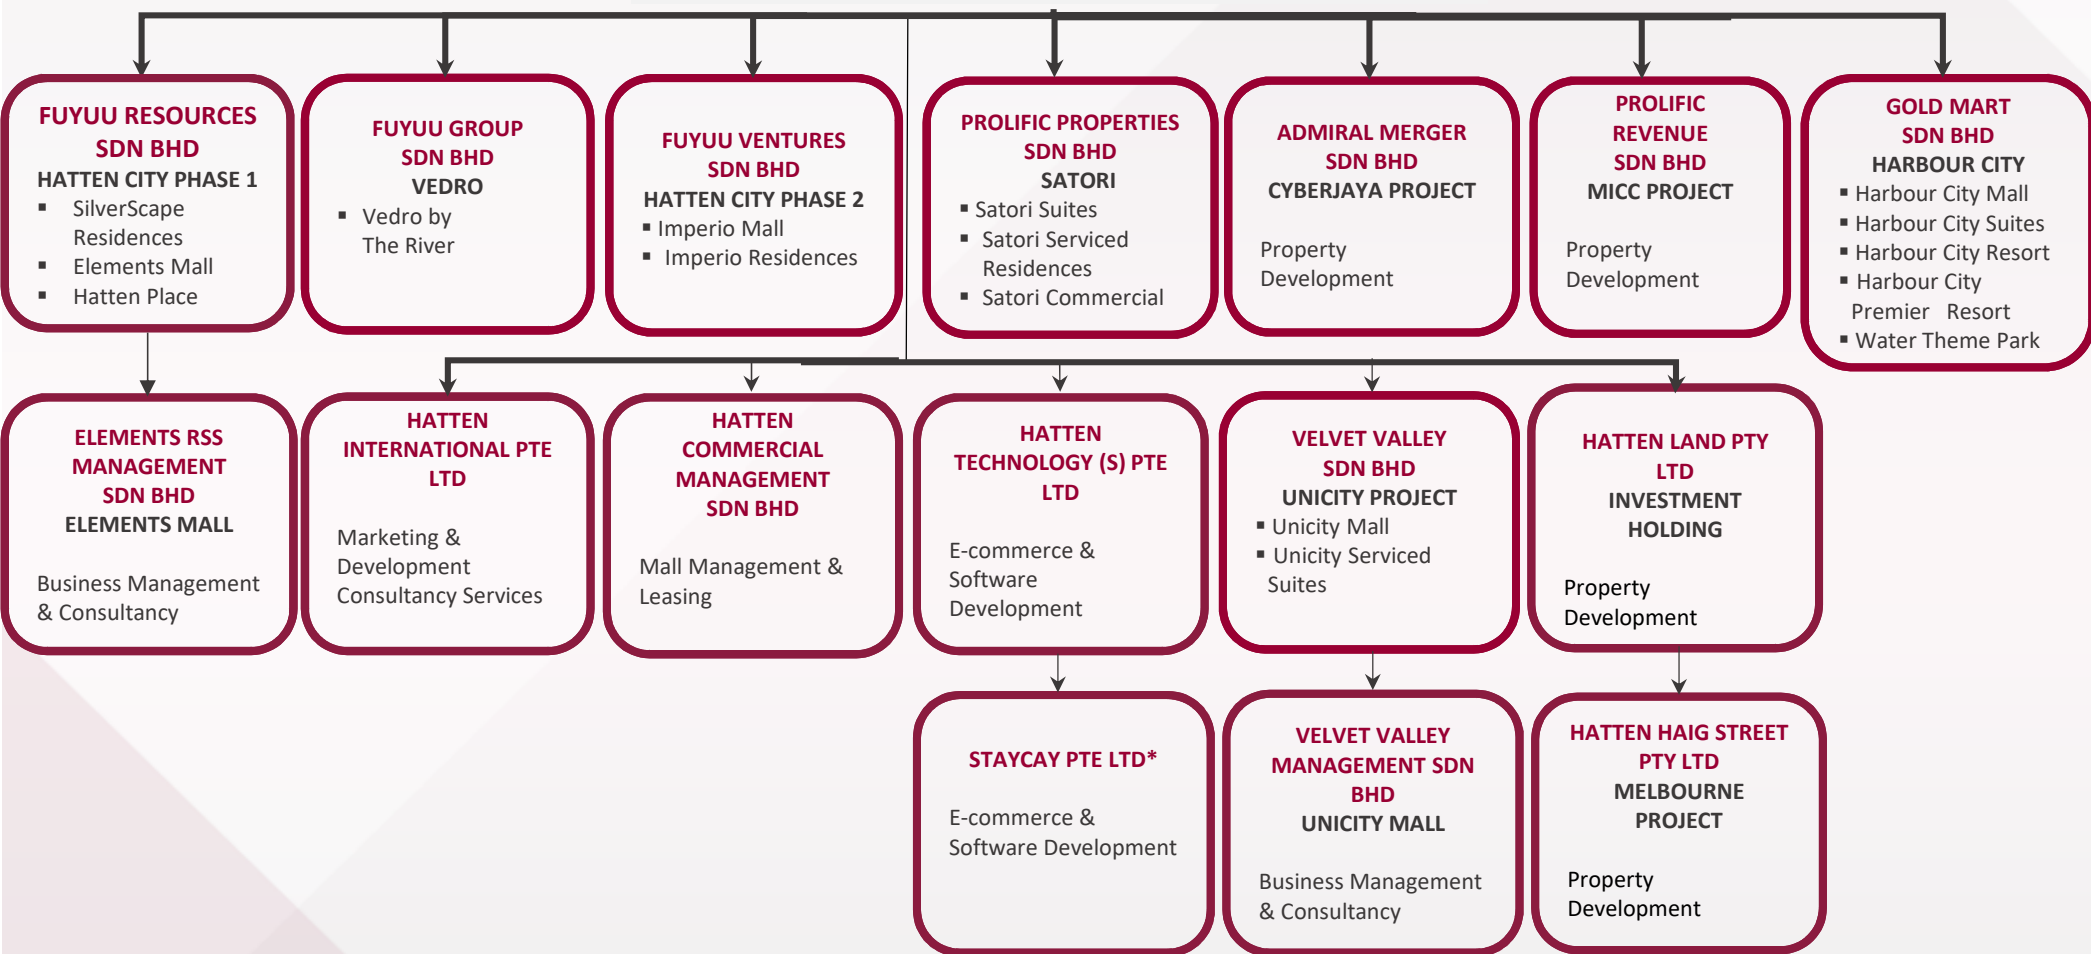 FUYUU RESOURCES
SDN BHD
HATTEN CITY PHASE 1
▪ SilverScape
Residences
▪ Elements Mall
▪ Hatten Place
FUYUU GROUP
SDN BHD
VEDRO
▪ Vedro by
The River
FUYUU VENTURES
SDN BHD
HATTEN CITY PHASE 2
▪ Imperio Mall
▪ Imperio Residences
PROLIFIC PROPERTIES
SDN BHD
SATORI
▪ Satori Suites
▪ Satori Serviced
Residences
▪ Satori Commercial
ADMIRAL MERGER
SDN BHD
CYBERJAYA PROJECT
Property
Development
PROLIFIC
REVENUE
SDN BHD
MICC PROJECT
Property
Development
GOLD MART
SDN BHD
HARBOUR CITY
▪ Harbour City Mall
▪ Harbour City Suites
▪ Harbour City Resort
▪ Harbour City
Premier Resort
▪ Water Theme Park
ELEMENTS RSS
MANAGEMENT
SDN BHD
ELEMENTS MALL
Business Management
& Consultancy
HATTEN
INTERNATIONAL PTE
LTD
Marketing &
Development
Consultancy Services
HATTEN
COMMERCIAL
MANAGEMENT
SDN BHD
Mall Management &
Leasing
HATTEN
TECHNOLOGY (S) PTE
LTD
E-commerce &
Software
Development
VELVET VALLEY
SDN BHD
UNICITY PROJECT
▪ Unicity Mall
▪ Unicity Serviced
Suites
HATTEN LAND PTY
LTD
INVESTMENT
HOLDING
Property
Development
STAYCAY PTE LTD*
E-commerce &
Software Development
VELVET VALLEY
MANAGEMENT SDN
BHD
UNICITY MALL
Business Management
& Consultancy
HATTEN HAIG STREET
PTY LTD
MELBOURNE
PROJECT
Property
Development